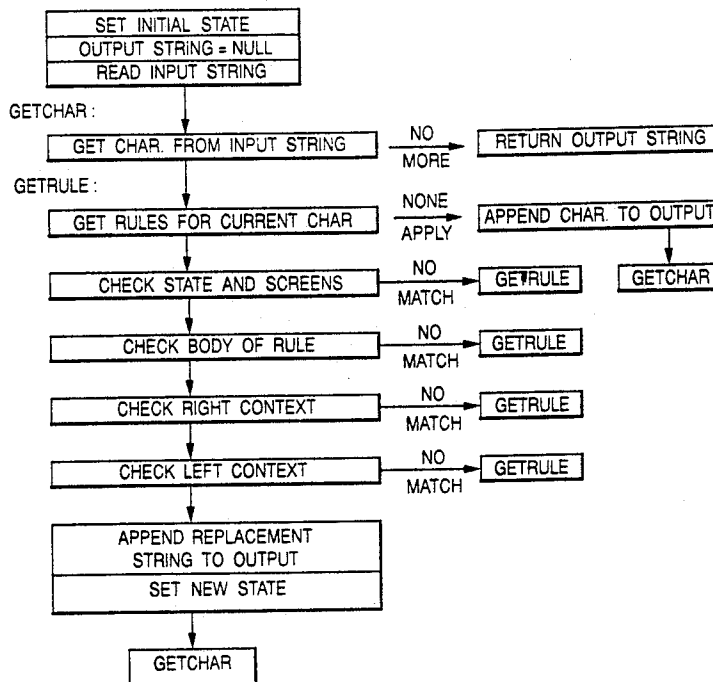 SET INITIAL STATE
OUTPUT STRING = NULL
READ INPUT STRING
GETCHAR :
GET CHAR. FROM INPUT STRING
NO
MORE
RETURN OUTPUT STRING
GETRULE :
GET RULES FOR CURRENT CHAR
NONE
APPLY
APPEND CHAR. TO OUTPUT
CHECK STATE AND SCREENS
NO
MATCH
GETRULE
GETCHAR
CHECK BODY OF RULE
NO
MATCH
GETRULE
CHECK RIGHT CONTEXT
NO
MATCH
GETRULE
CHECK LEFT CONTEXT
NO
MATCH
GETRULE
APPEND REPLACEMENT
STRING TO OUTPUT
SET NEW STATE
GETCHAR